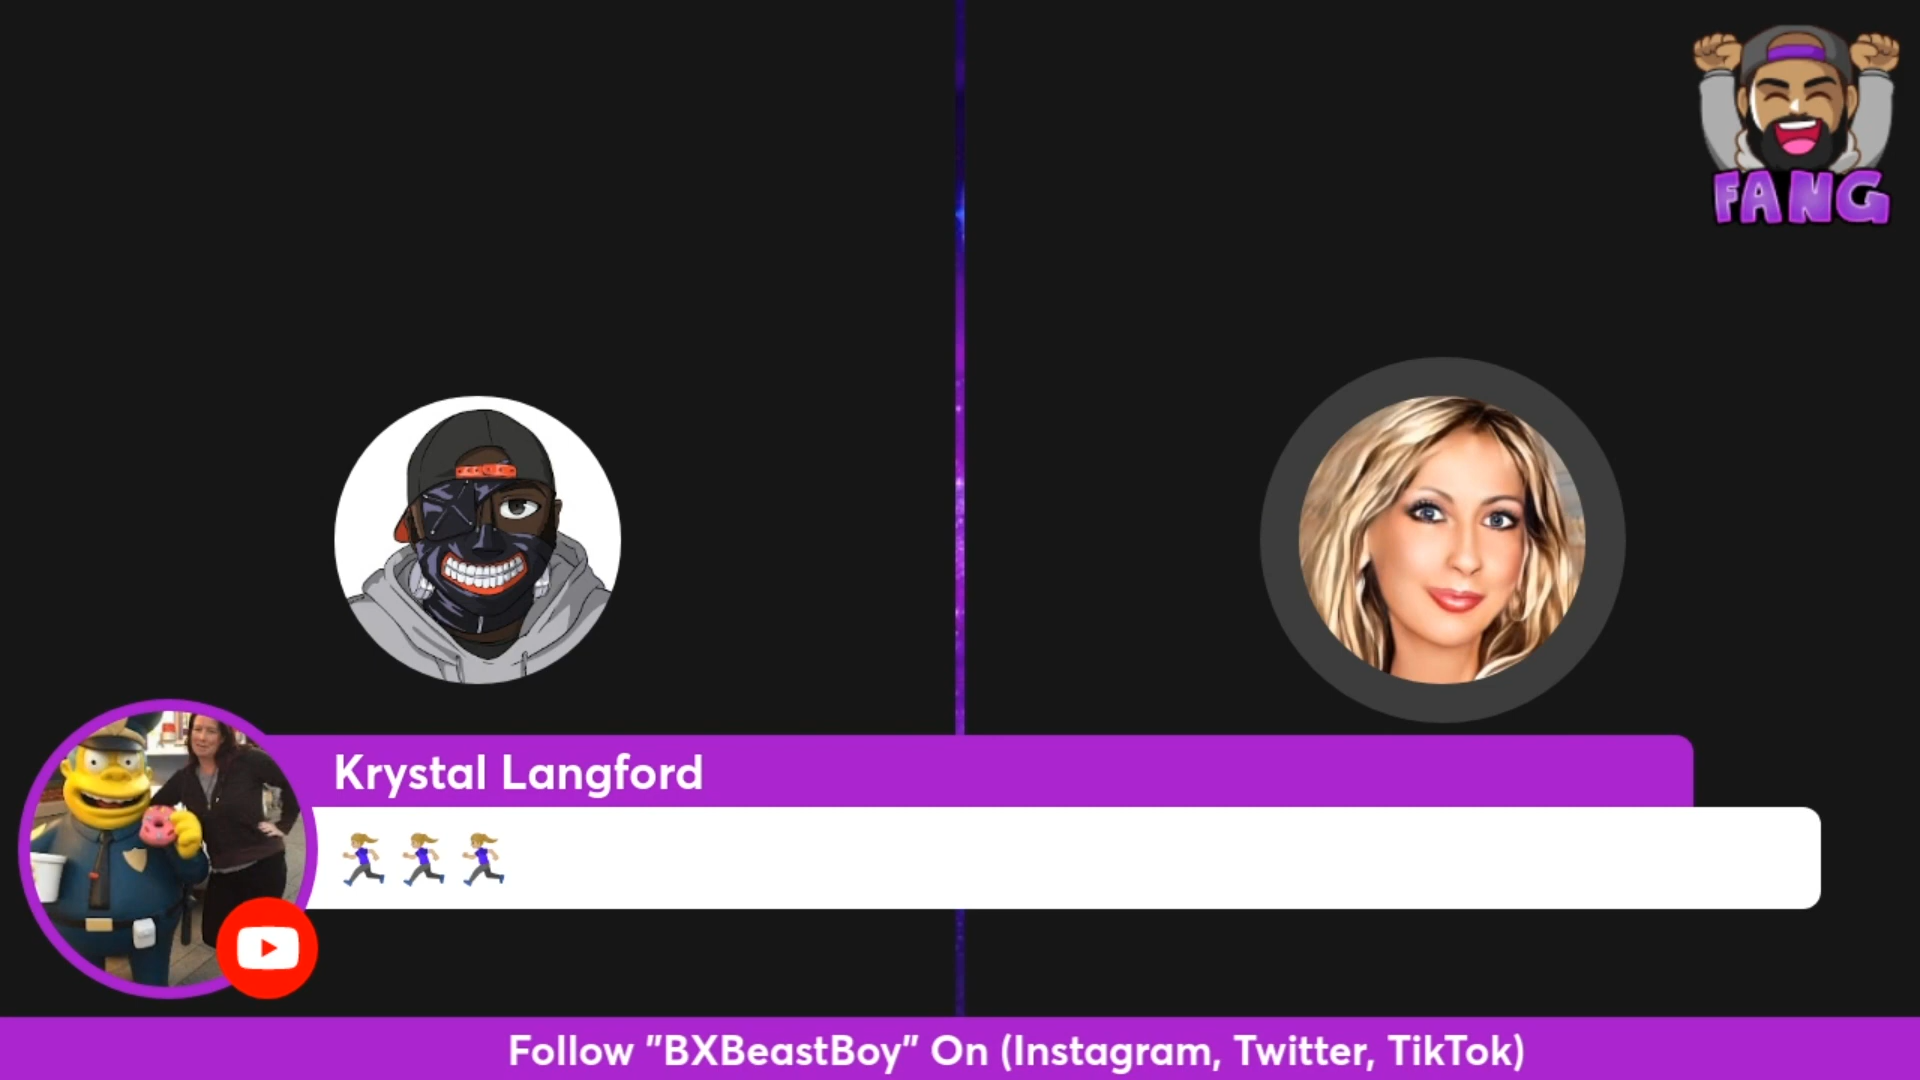 FANG
Krystal Langford
🏃🏼‍♀️🏃🏼‍♀️🏃🏼‍♀️
Follow "BXBeastBoy" On (Instagram, Twitter, TikTok)